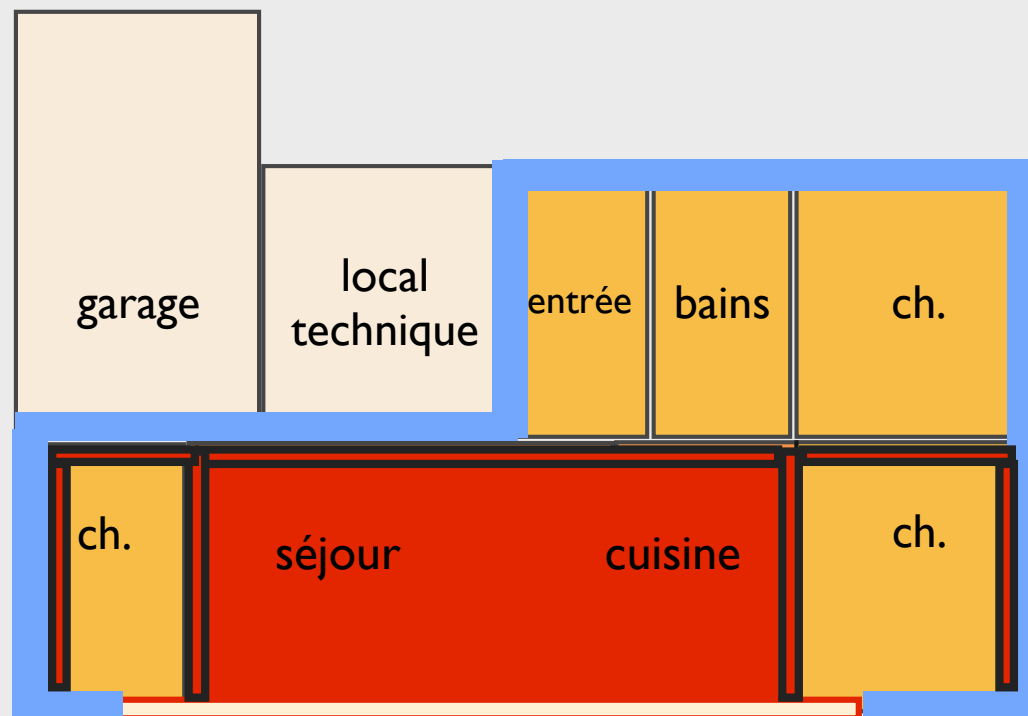 garage
local
technique
entrée
bains
ch.
ch.
séjour
cuisine
ch.